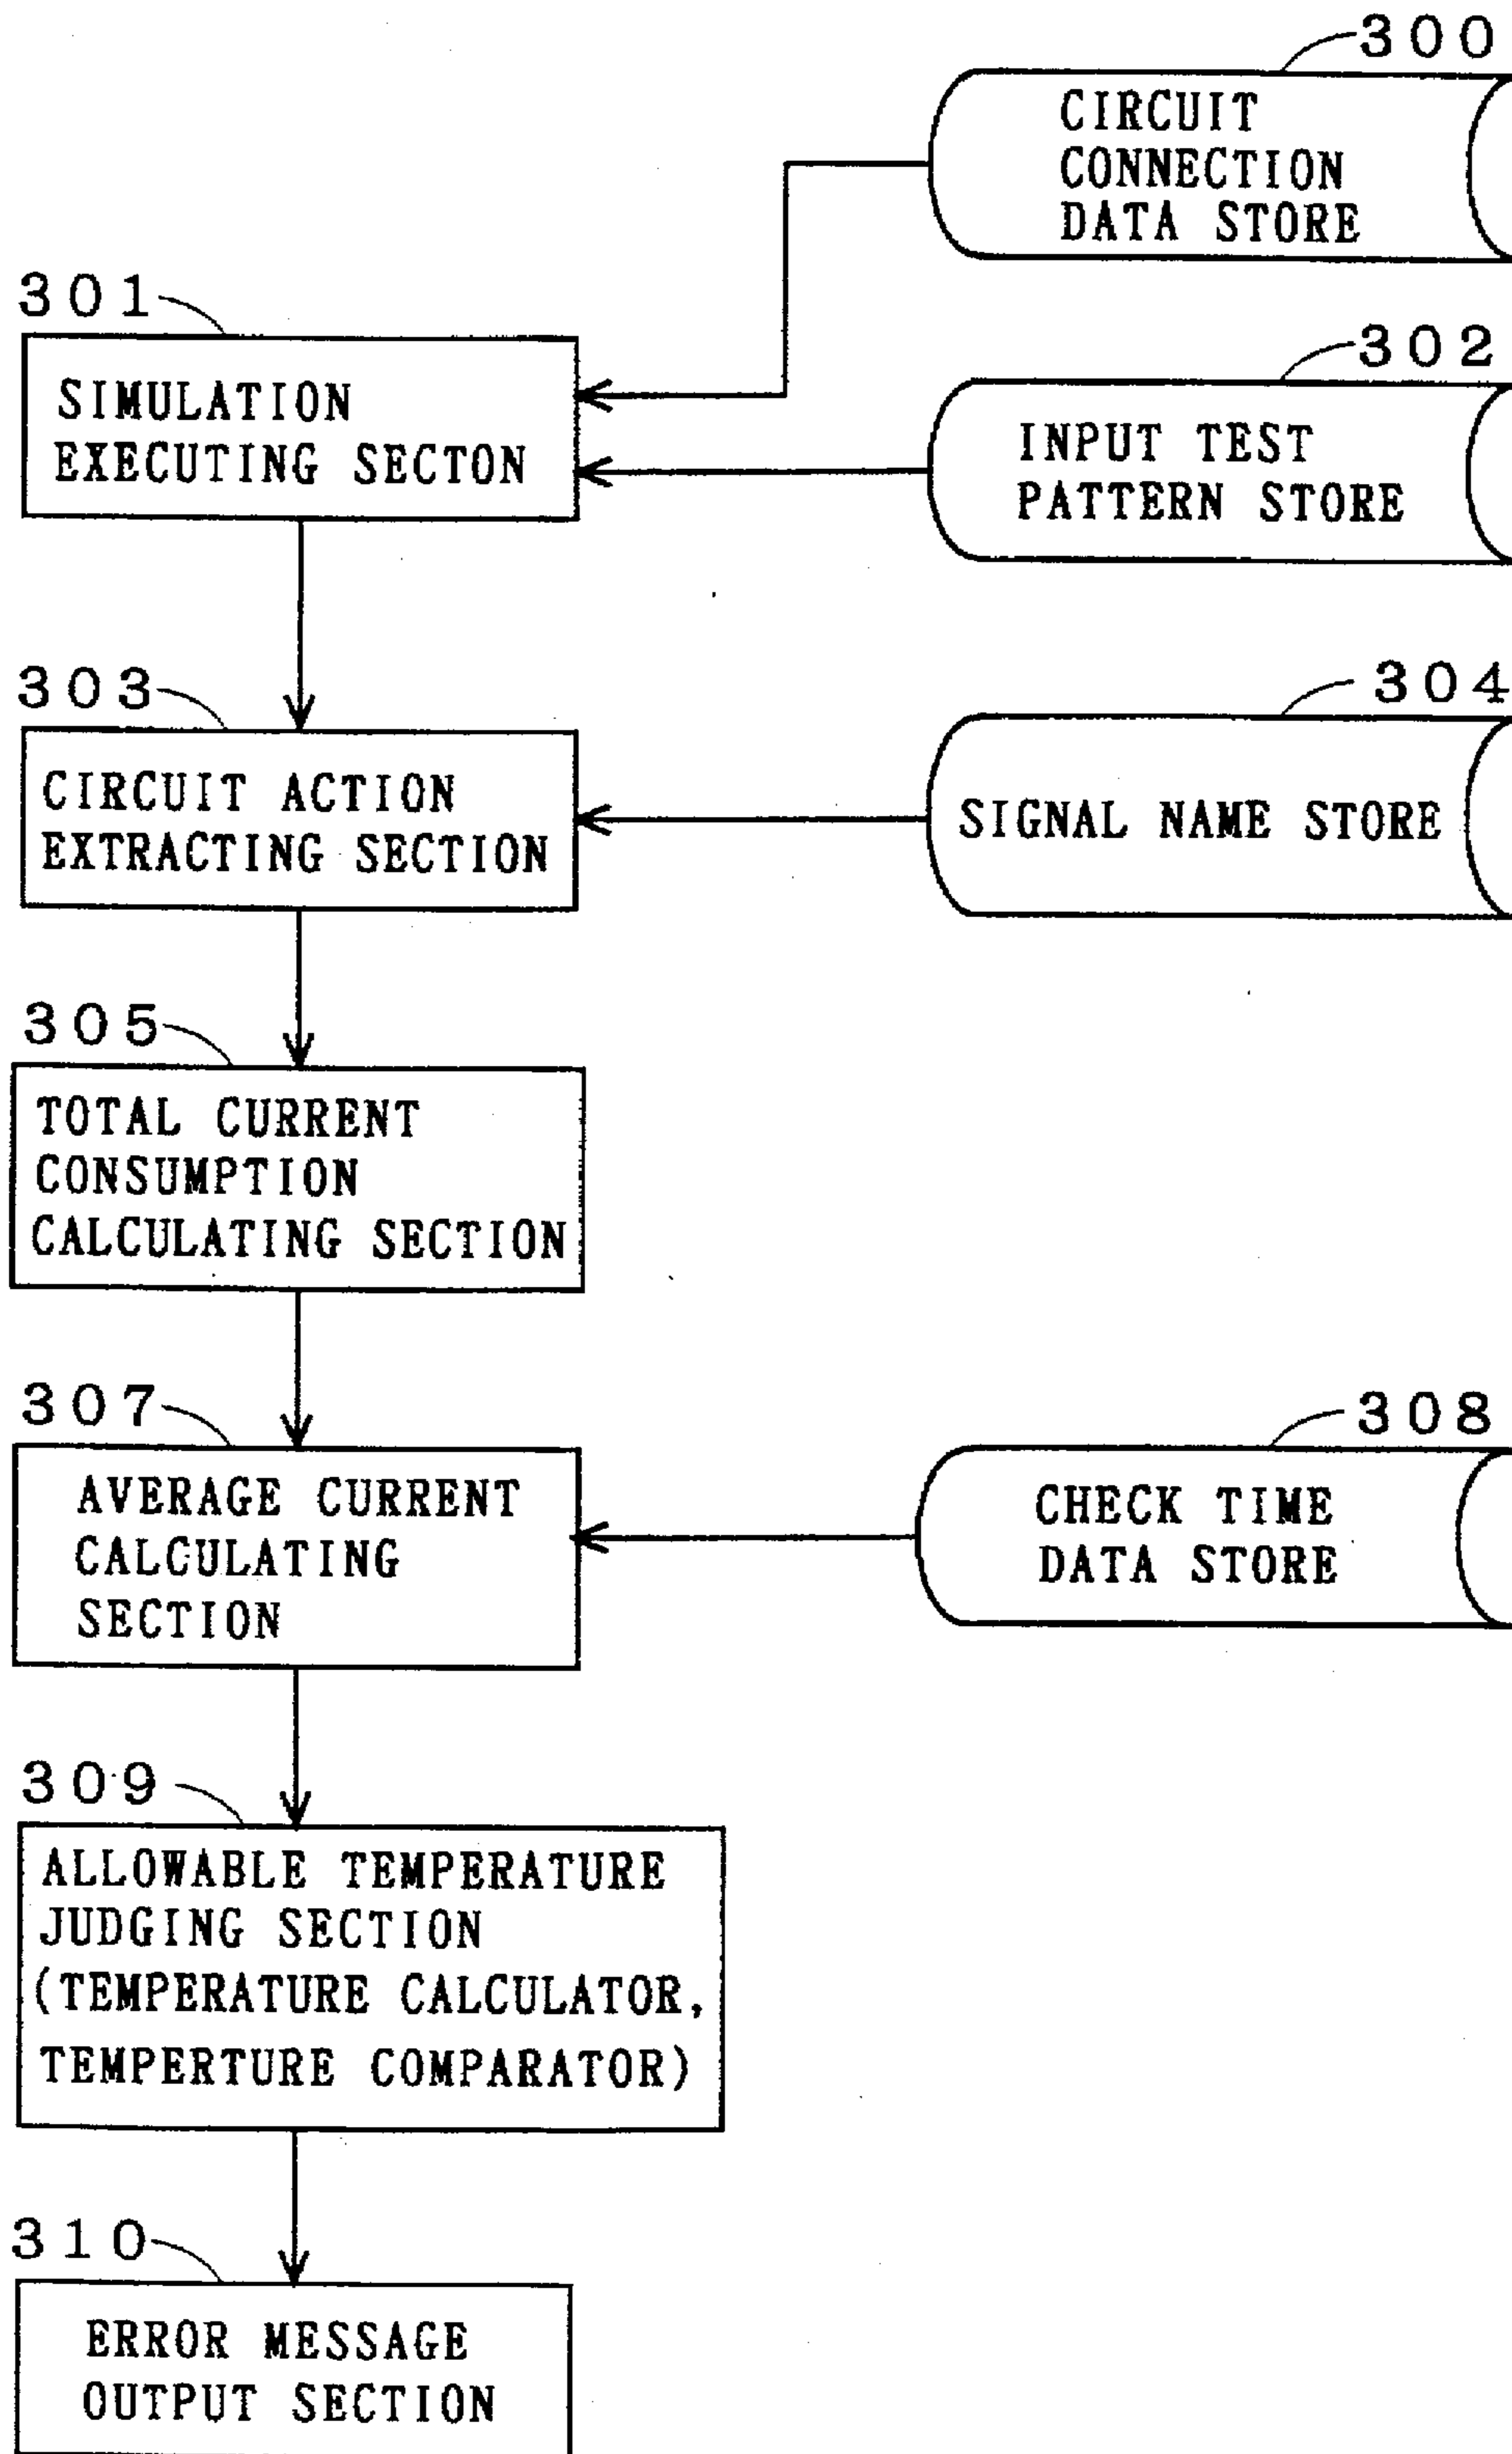 300
CIRCUIT
CONNECTION
DATA STORE
301
SIMULATION
EXECUTING SECTON
302
INPUT TEST
PATTERN STORE
303
CIRCUIT ACTION
EXTRACTING SECTION
304
SIGNAL NAME STORE
305
TOTAL CURRENT
CONSUMPTION
CALCULATING SECTION
307
AVERAGE CURRENT
CALCULATING
SECTION
308
CHECK TIME
DATA STORE
309
ALLOWABLE TEMPERATURE
JUDGING SECTION
(TEMPERATURE CALCULATOR,
TEMPERTURE COMPARATOR)
310
ERROR MESSAGE
OUTPUT SECTION